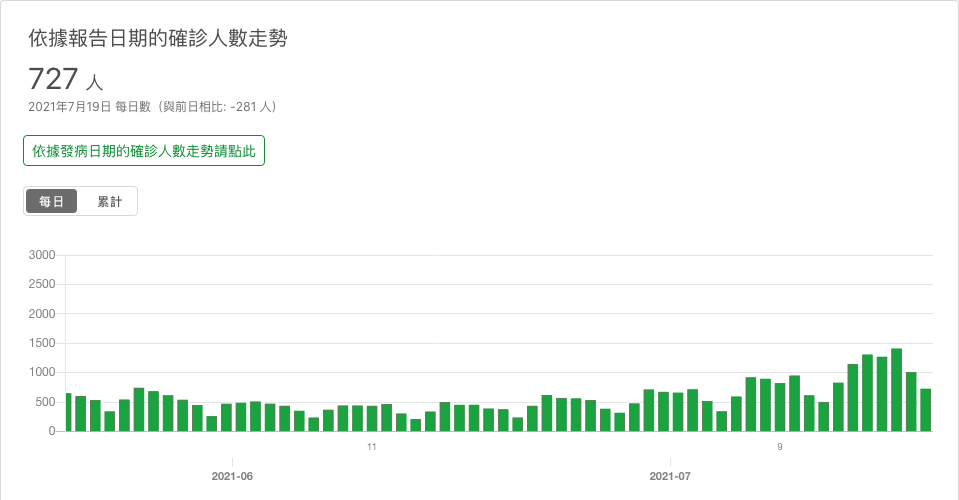 依據報告日期的確診人數走勢
727 人
2021年7月19日 每日數（與前日相比: -281 人）
依據發病日期的確診人數走勢請點此
每日 累計
3000
2500
2000
1500
1000
500
0
11 9
2021-06 2021-07